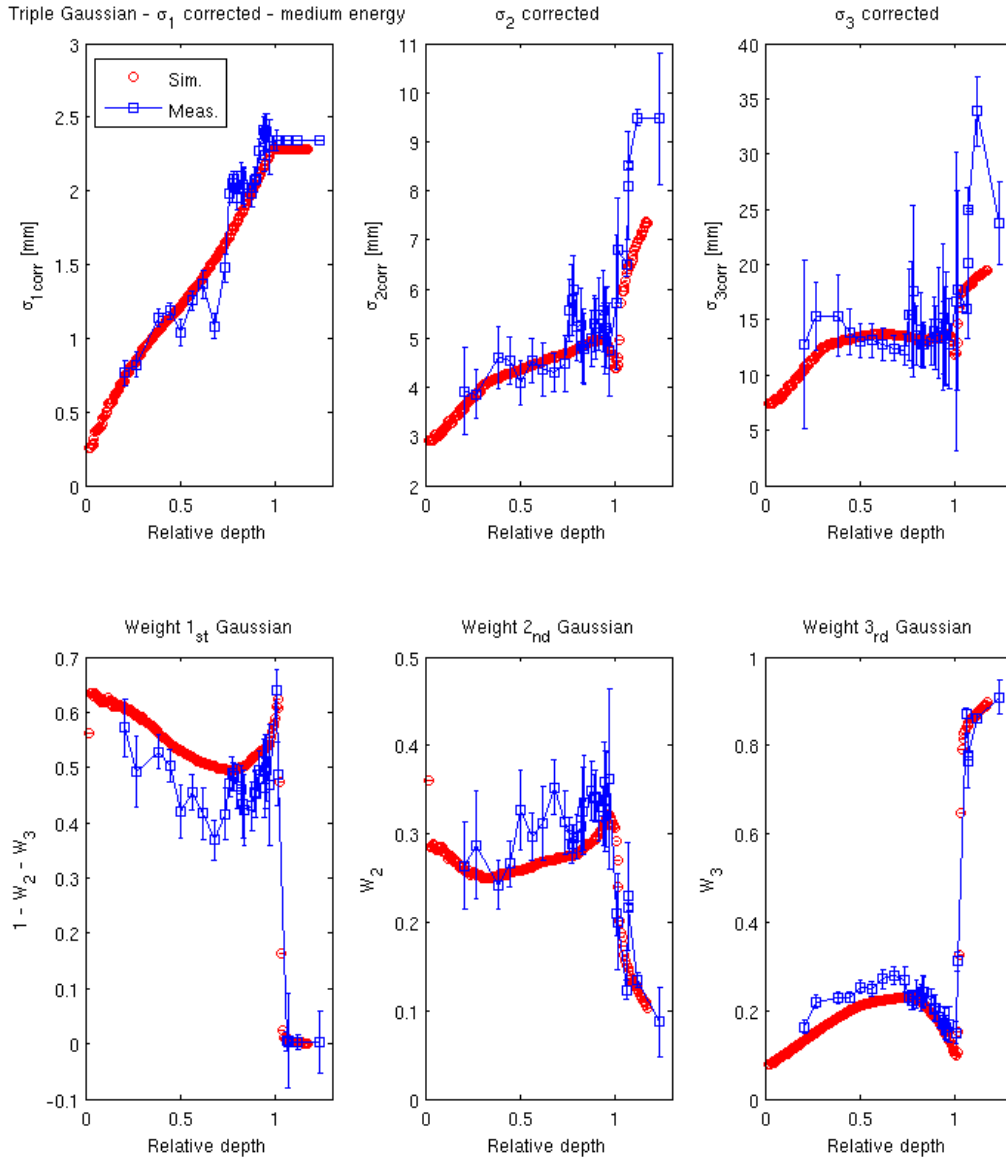 Triple Gaussian - σ1 corrected - medium energy
σ2 corrected
σ3 corrected
3
2.5
2
1.5
1
0.5
0
σ1corr [mm]
Sim.
Meas.
0 0.5 1
Relative depth
11
10
9
8
7
6
5
4
3
2
σ2corr [mm]
0 0.5 1
Relative depth
40
35
30
25
20
15
10
5
0
σ3corr [mm]
0 0.5 1
Relative depth
Weight 1st Gaussian
Weight 2nd Gaussian
Weight 3rd Gaussian
0.7
0.6
0.5
0.4
0.3
0.2
0.1
0
-0.1
1 - W2 - W3
0 0.5 1
Relative depth
0.5
0.4
0.3
0.2
0.1
0
W2
0 0.5 1
Relative depth
1
0.8
0.6
0.4
0.2
0
W3
0 0.5 1
Relative depth